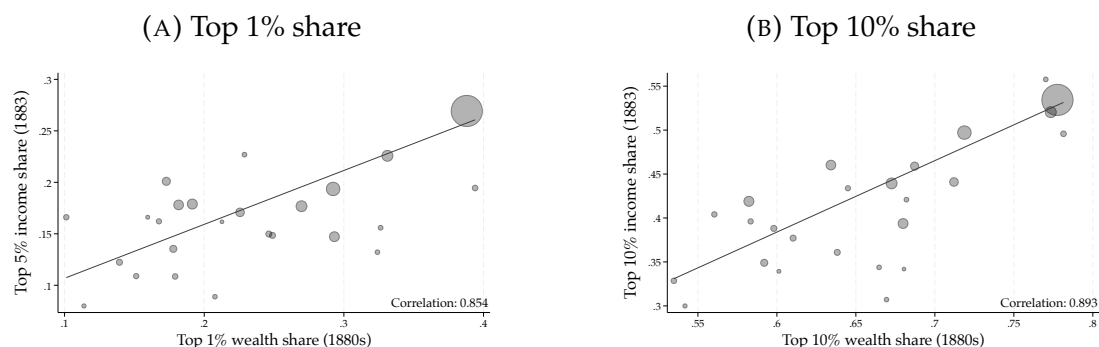 (A) Top 1% share
(B) Top 10% share
Top 5% income share (1883)
.3
.25
.2
.15
.1
.1
.2
.3
.4
Correlation: 0.854
Top 1% wealth share (1880s)
Top 10% income share (1883)
.55
.5
.45
.4
.35
.3
.55
.6
.65
.7
.75
.8
Correlation: 0.893
Top 10% wealth share (1880s)